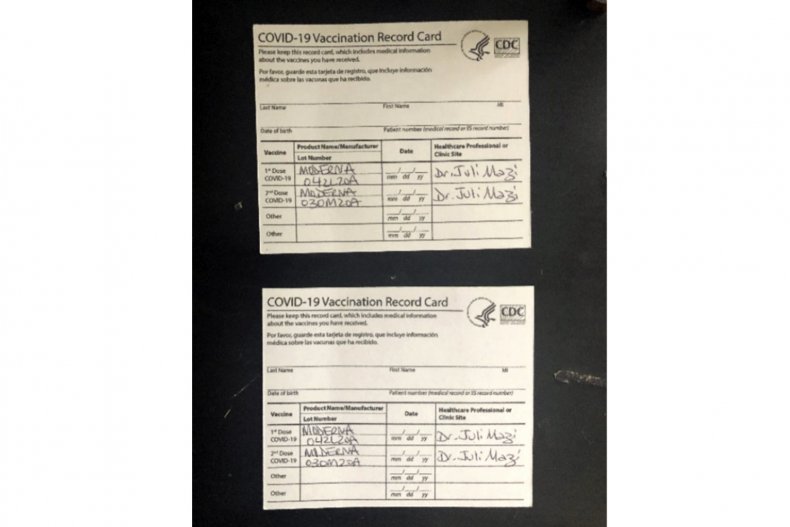 COVID-19 Vaccination Record Card
CDC
Please keep this record card, which includes medical information
about the vaccines you have received.
Por favor, guarde esta tarjeta de registro, que incluye información
médica sobre las vacunas que ha recibido.
Last Name First Name MI
Date of birth Patient number (medical record or IIS record number)
Vaccine Product Name/Manufacturer Date Healthcare Professional or
Lot Number Clinic Site
1st Dose MODERNA Dr. Juli Mazi
COVID-19 042L20A mm dd yy
2nd Dose MODERNA Dr. Juli Mazi
COVID-19 030M20A mm dd yy
Other
mm dd yy
Other
mm dd yy
COVID-19 Vaccination Record Card
CDC
Please keep this record card, which includes medical information
about the vaccines you have received.
Por favor, guarde esta tarjeta de registro, que incluye información
médica sobre las vacunas que ha recibido.
Last Name First Name MI
Date of birth Patient number (medical record or IIS record number)
Vaccine Product Name/Manufacturer Date Healthcare Professional or
Lot Number Clinic Site
1st Dose MODERNA Dr. Juli Mazi
COVID-19 042L20A mm dd yy
2nd Dose MODERNA Dr. Juli Mazi
COVID-19 030M20A mm dd yy
Other
mm dd yy
Other
mm dd yy